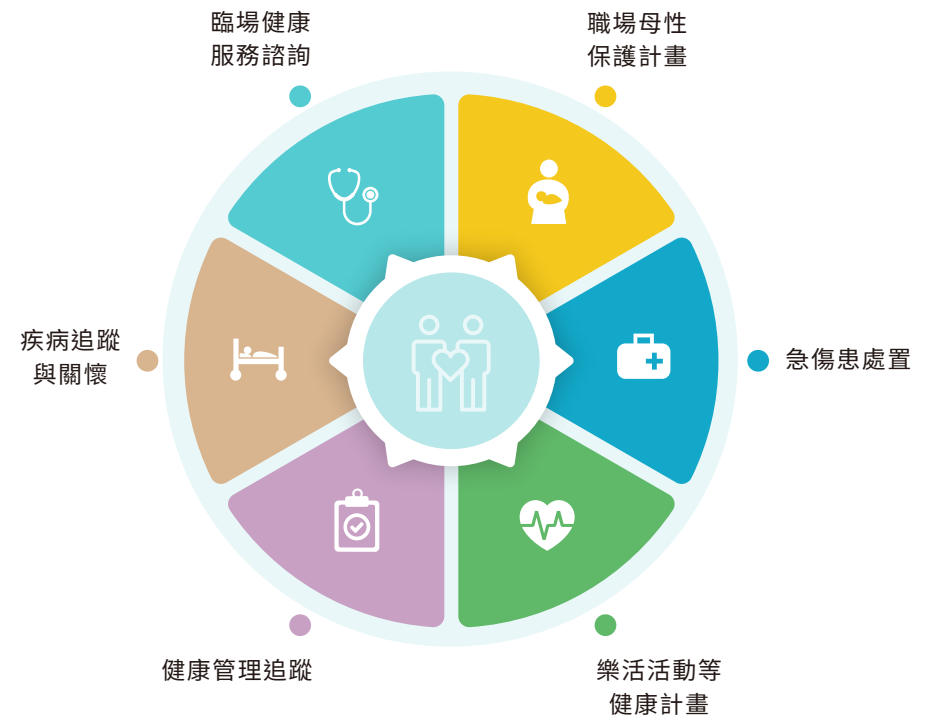 臨場健康
服務諮詢
職場母性
保護計畫
疾病追蹤
與關懷
急傷患處置
健康管理追蹤
樂活活動等
健康計畫